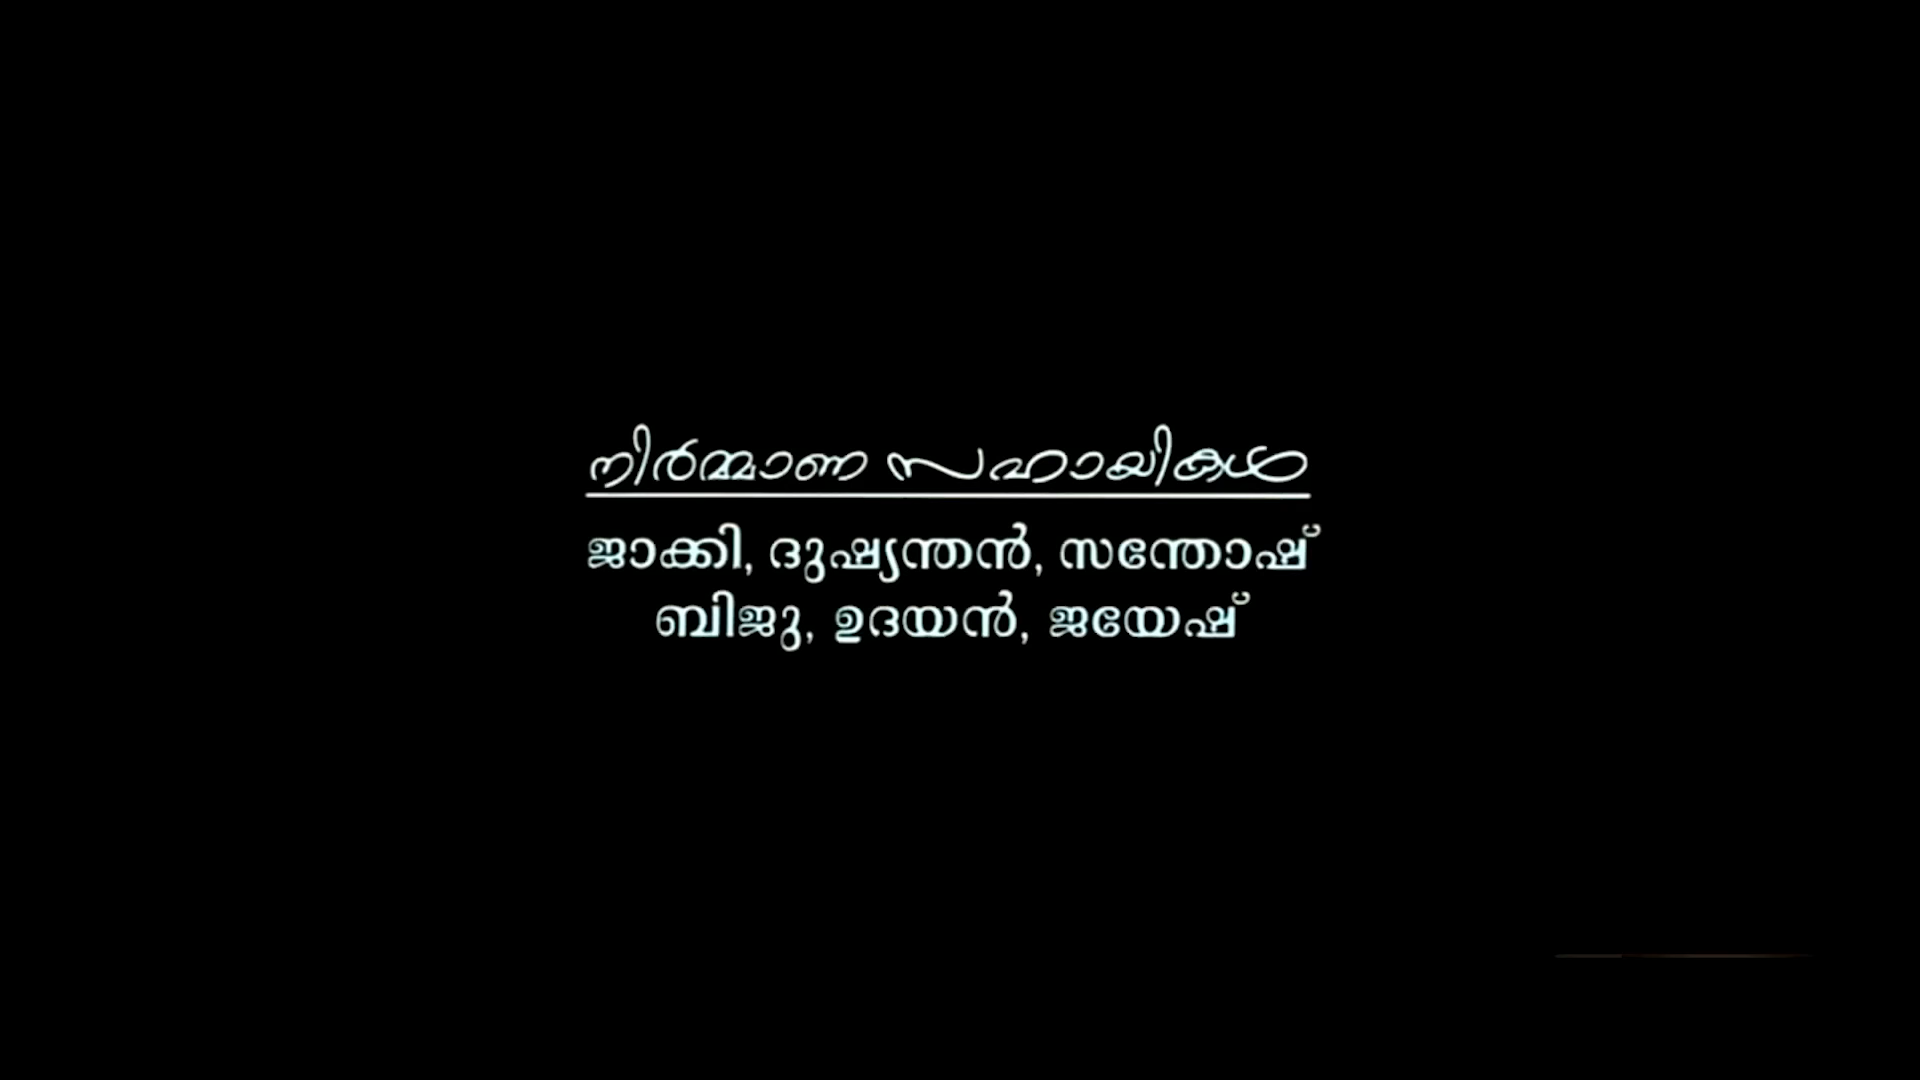 നിർമ്മാണ സഹായികൾ
ജാക്കി, ദുഷ്യന്തൻ, സന്തോഷ്
ബിജു, ഉദയൻ, ജയേഷ്